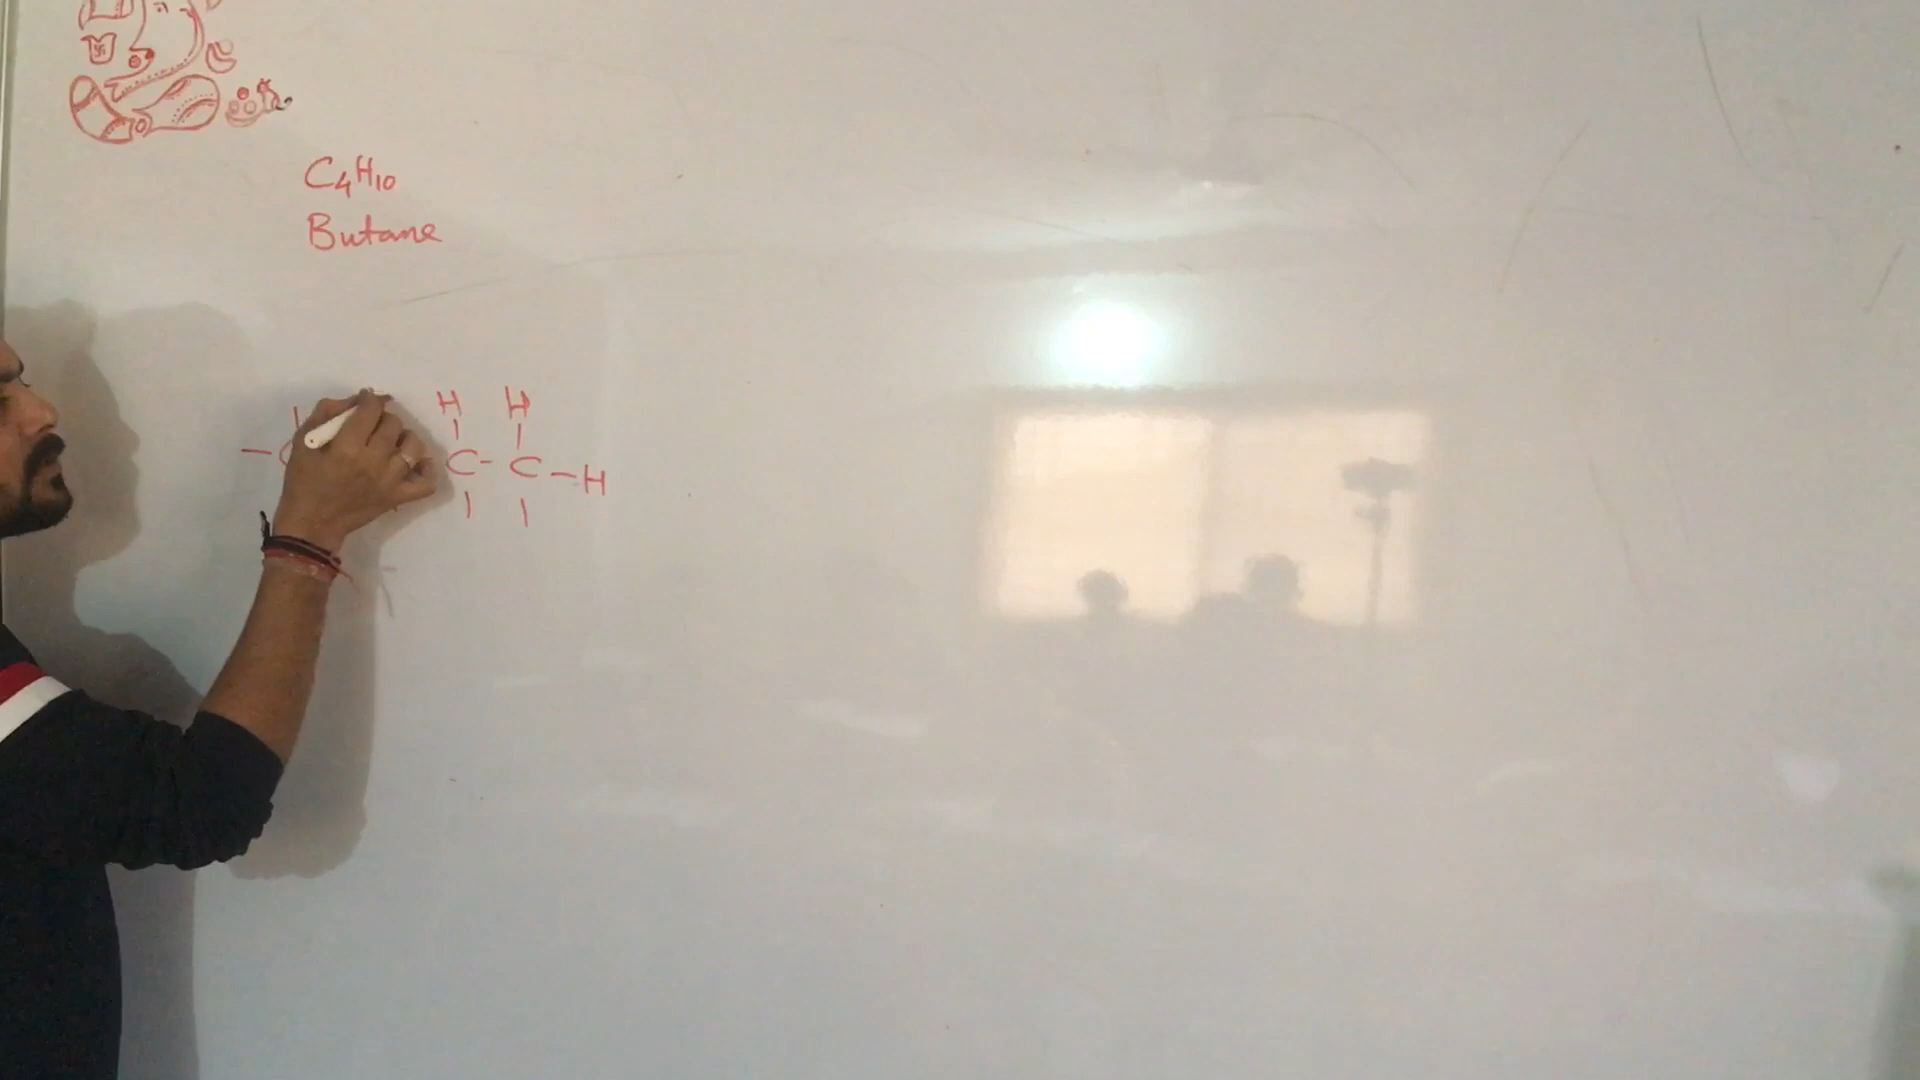 C₄H₁₀
Butane
H H
C - C - H